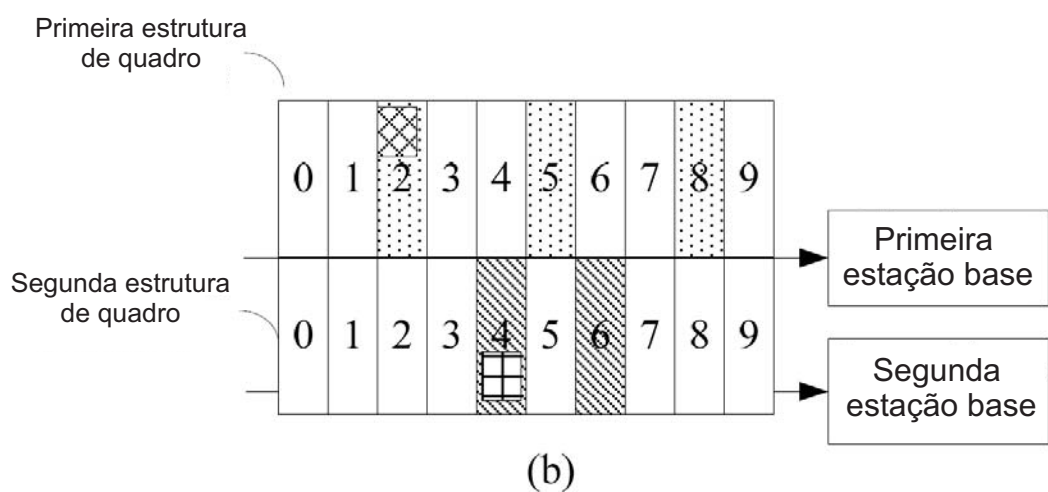 Primeira estrutura
de quadro
0 1 2 3 4 5 6 7 8 9
Primeira
estação base
Segunda estrutura
de quadro
0 1 2 3 4 5 6 7 8 9
Segunda
estação base
(b)